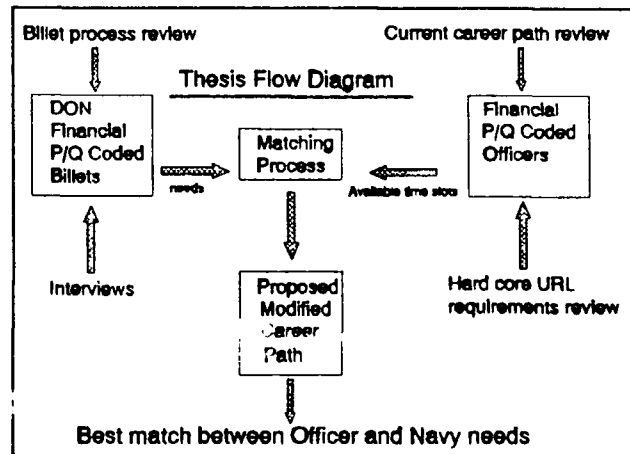 Billet process review
Current career path review
Thesis Flow Diagram
DON
Financial
P/Q Coded
Billets
Matching
Process
Financial
P/Q Coded
Officers
needs
Available time slots
Interviews
Proposed
Modified
Career
Path
Hard core URL
requirements review
Best match between Officer and Navy needs